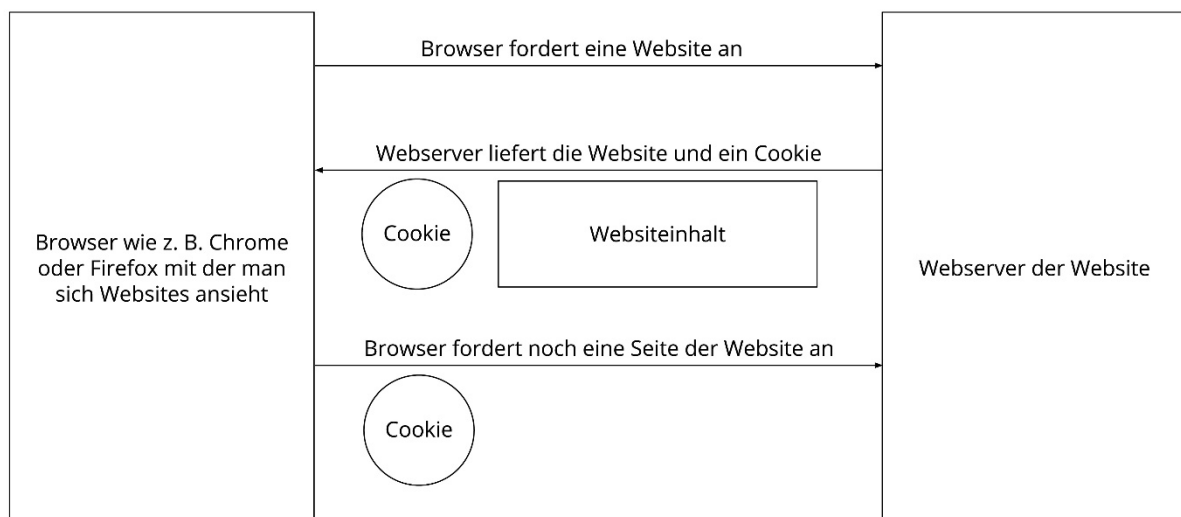 Browser fordert eine Website an
Webserver liefert die Website und ein Cookie
Cookie
Websiteinhalt
Browser wie z. B. Chrome
oder Firefox mit der man
sich Websites ansieht
Webserver der Website
Browser fordert noch eine Seite der Website an
Cookie